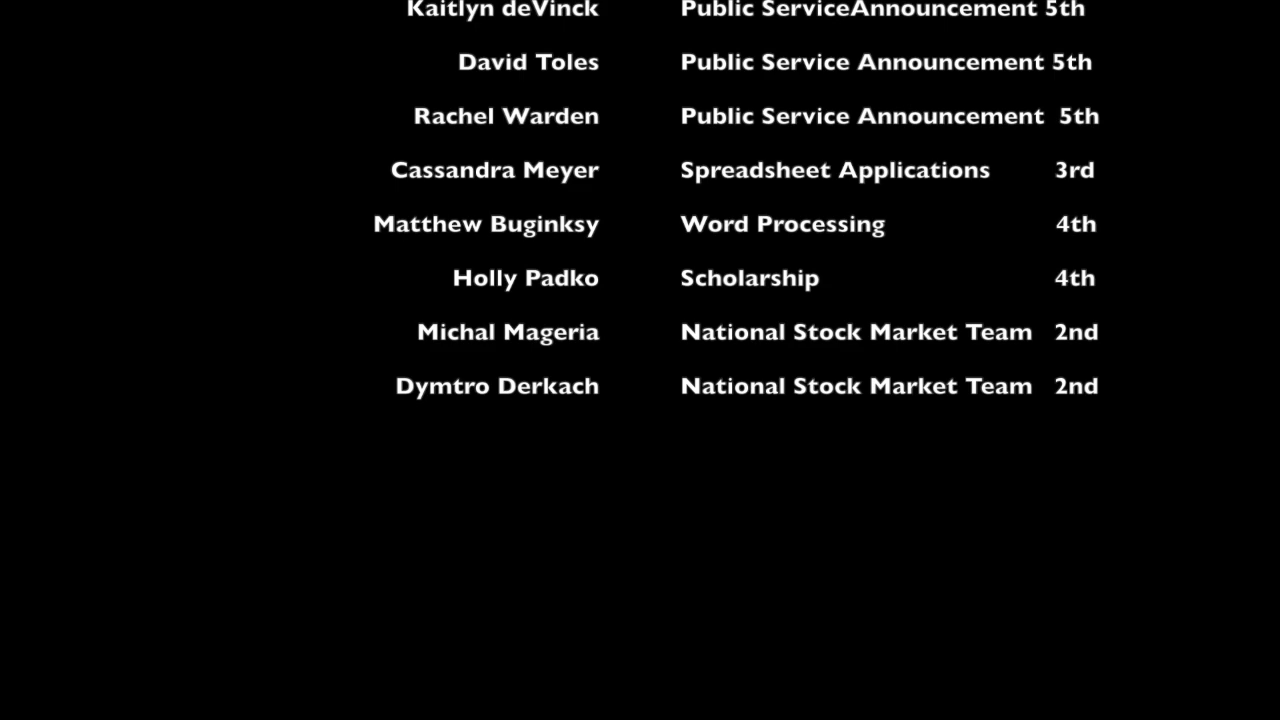 Kaitlyn deVinck Public ServiceAnnouncement 5th
David Toles Public Service Announcement 5th
Rachel Warden Public Service Announcement 5th
Cassandra Meyer Spreadsheet Applications 3rd
Matthew Buginksy Word Processing 4th
Holly Padko Scholarship 4th
Michal Mageria National Stock Market Team 2nd
Dymtro Derkach National Stock Market Team 2nd